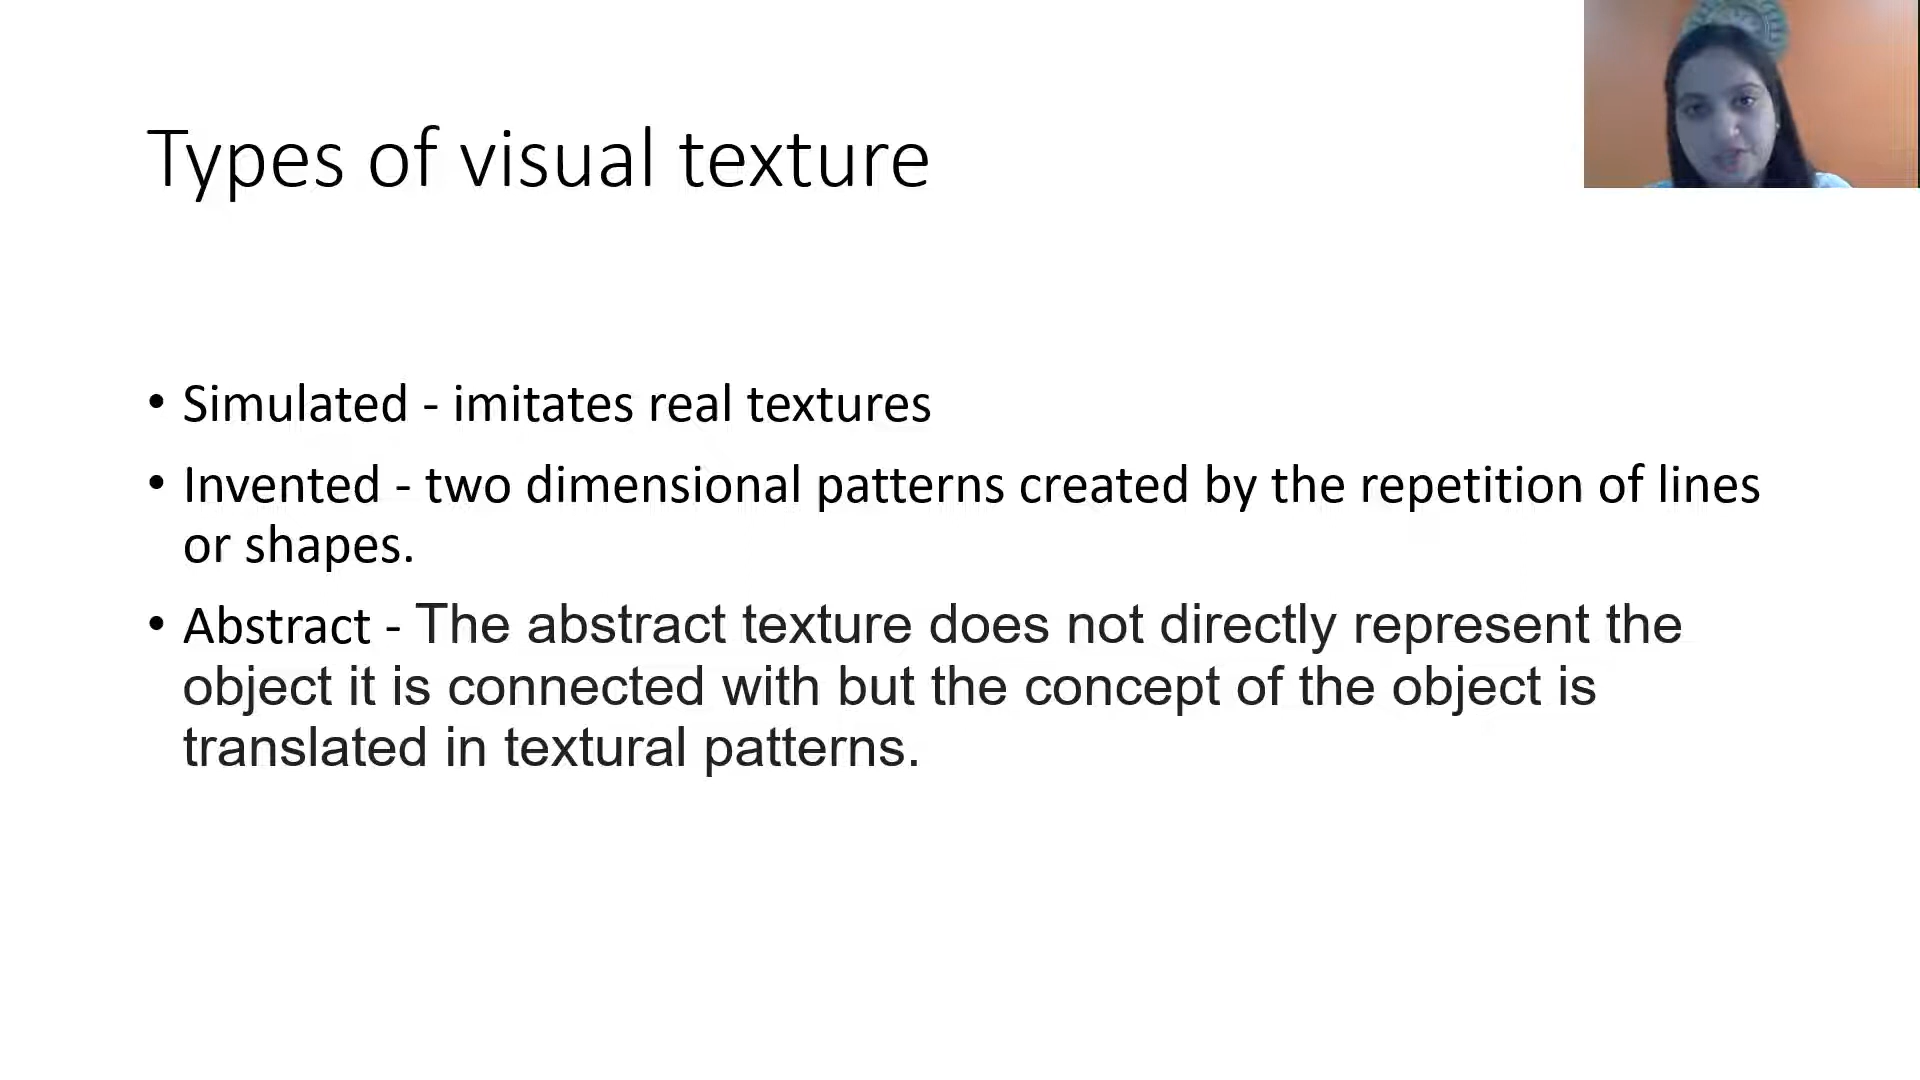 Types of visual texture
• Simulated - imitates real textures
• Invented - two dimensional patterns created by the repetition of lines
or shapes.
• Abstract - The abstract texture does not directly represent the
object it is connected with but the concept of the object is
translated in textural patterns.